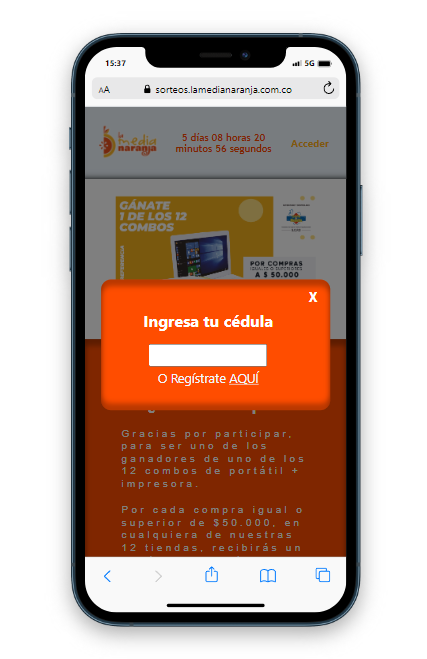 15:37
5G
AA sorteos.lamedianaranja.com.co
la media naranja
5 días 08 horas 20
minutos 56 segundos
Acceder
GÁNATE
1 DE LOS 12
COMBOS
POR COMPRAS
IGUALES O SUPERIORES
A $ 50.000
X
Ingresa tu cédula
O Regístrate AQUÍ
Gracias por participar,
para ser uno de los
ganadores de uno de los
12 combos de portátil +
impresora.
Por cada compra igual o
superior de $50.000, en
cualquiera de nuestras
12 tiendas, recibirás un